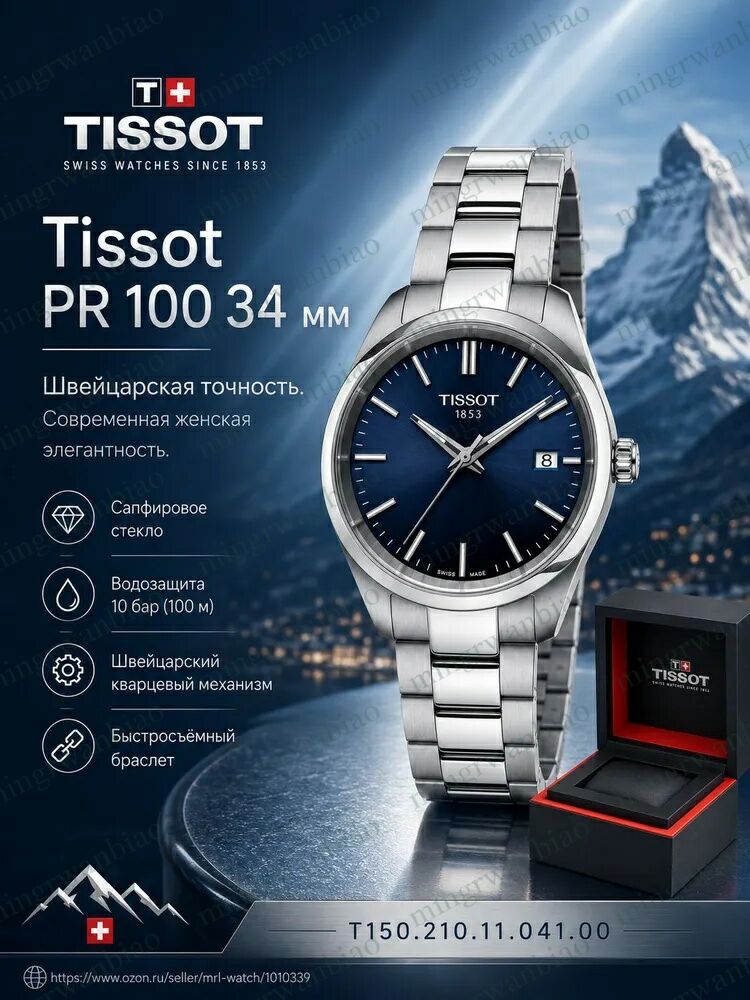 T+
TISSOT
SWISS WATCHES SINCE 1853
Tissot
PR 100 34 мм
Швейцарская точность.
Современная женская
элегантность.
Сапфировое
стекло
Водозащита
10 бар (100 м)
Швейцарский
кварцевый механизм
Быстросъёмный
браслет
TISSOT
1853
8
SWISS MADE
T+
TISSOT
SWISS WATCHES SINCE 1853
T150.210.11.041.00
https://www.ozon.ru/seller/mrl-watch/1010339
mingrwanbiao